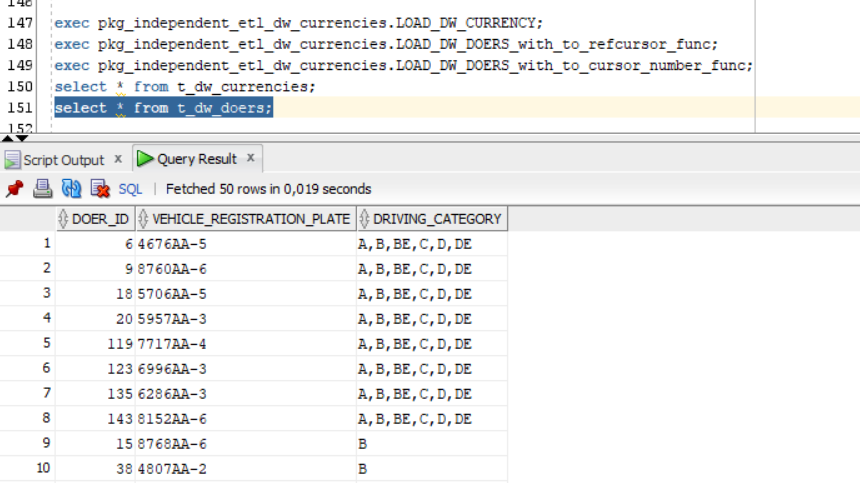 146
147 exec pkg_independent_etl_dw_currencies.LOAD_DW_CURRENCY;
148 exec pkg_independent_etl_dw_currencies.LOAD_DW_DOERS_with_to_refcursor_func;
149 exec pkg_independent_etl_dw_currencies.LOAD_DW_DOERS_with_to_cursor_number_func;
150 select * from t_dw_currencies;
151 select * from t_dw_doers;
152
Script Output x Query Result x
SQL | Fetched 50 rows in 0,019 seconds
DOER_ID VEHICLE_REGISTRATION_PLATE DRIVING_CATEGORY
1 6 4676AA-5 A,B,BE,C,D,DE
2 9 8760AA-6 A,B,BE,C,D,DE
3 18 5706AA-5 A,B,BE,C,D,DE
4 20 5957AA-3 A,B,BE,C,D,DE
5 119 7717AA-4 A,B,BE,C,D,DE
6 123 6996AA-3 A,B,BE,C,D,DE
7 135 6286AA-3 A,B,BE,C,D,DE
8 143 8152AA-6 A,B,BE,C,D,DE
9 15 8768AA-6 B
10 38 4807AA-2 B